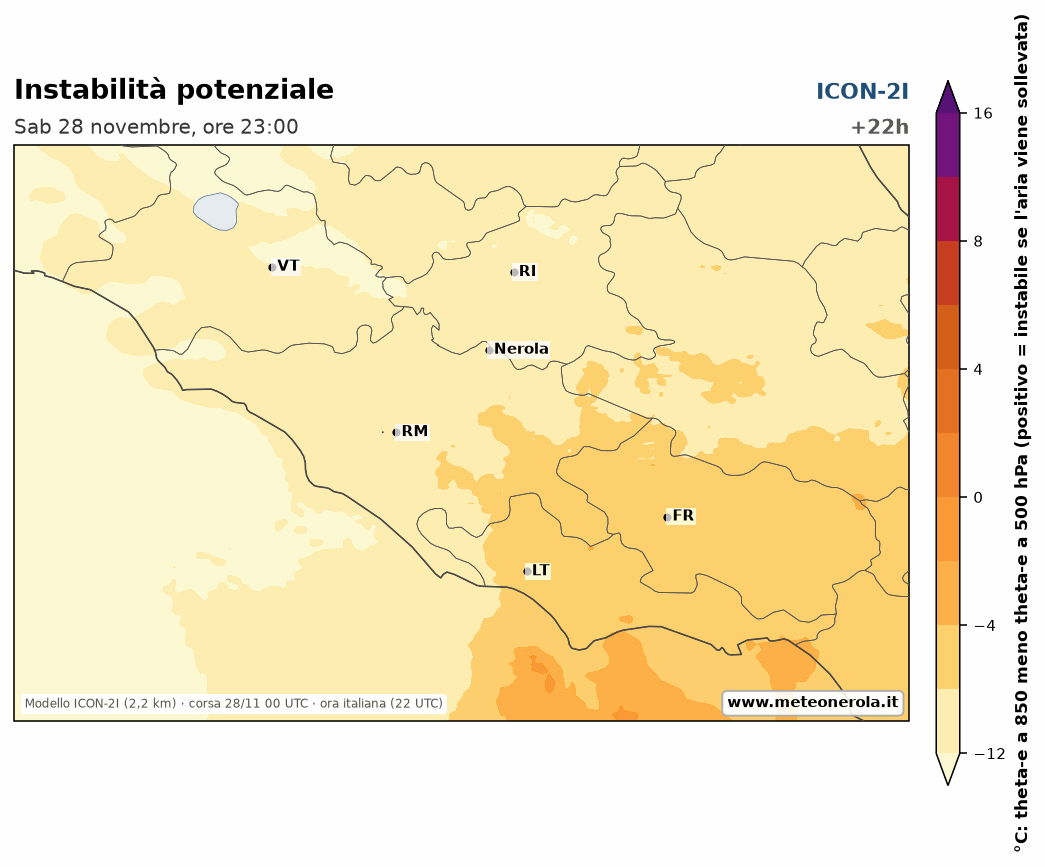 Instabilità potenziale
ICON-2I
Sab 28 novembre, ore 23:00
+22h
VT
RI
Nerola
RM
FR
LT
Modello ICON-2I (2,2 km) · corsa 28/11 00 UTC · ora italiana (22 UTC)
www.meteonerola.it
16
8
4
0
−4
−12
°C: theta-e a 850 meno theta-e a 500 hPa (positivo = instabile se l'aria viene sollevata)